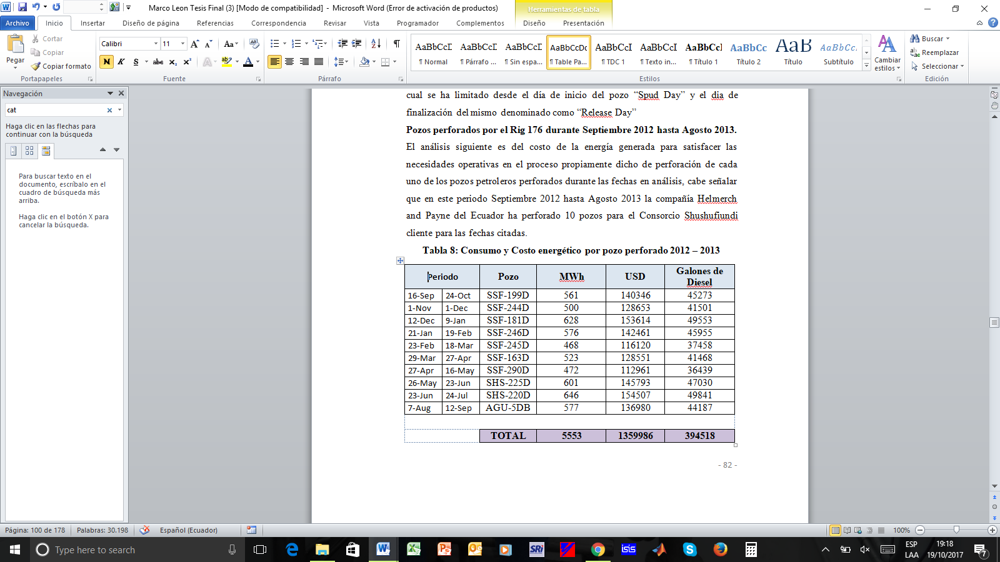 Marco Leon Tesis Final (3) [Modo de compatibilidad] - Microsoft Word (Error de activación de productos)
Herramientas de tabla
Archivo Inicio Insertar Diseño de página Referencias Correspondencia Revisar Vista Programador Complementos Diseño Presentación
Pegar
Cortar
Copiar
Copiar formato
Portapapeles
Calibri 11
N K S abc
Fuente
Párrafo
AaBbCcI AaBbCcI AaBbCcI AaBbCcDc AaBbCcI AaBbCcI AaBbCcI AaBbCc AaB AaBbCc.
¶ Normal ¶ Párrafo ... ¶ Sin espa... ¶ Table Pa... ¶ TDC 1 ¶ Texto in... ¶ Título 1 Título 2 Título Subtítulo
Estilos
Cambiar estilos
Buscar
Reemplazar
Seleccionar
Edición
Navegación
cat
Haga clic en las flechas para
continuar con la búsqueda
Para buscar texto en el
documento, escríbalo en el
cuadro de búsqueda más
arriba.
Haga clic en el botón X para
cancelar la búsqueda.
cual se ha limitado desde el día de inicio del pozo “Spud Day” y el dia de
finalización del mismo denominado como “Release Day”
Pozos perforados por el Rig 176 durante Septiembre 2012 hasta Agosto 2013.
El análisis siguiente es del costo de la energía generada para satisfacer las
necesidades operativas en el proceso propiamente dicho de perforación de cada
uno de los pozos petroleros perforados durante las fechas en análisis, cabe señalar
que en este periodo Septiembre 2012 hasta Agosto 2013 la compañía Helmerch
and Payne del Ecuador ha perforado 10 pozos para el Consorcio Shushufiundi
cliente para las fechas citadas.
Tabla 8: Consumo y Costo energético por pozo perforado 2012 – 2013
Periodo Pozo MWh USD Galones de Diesel
16-Sep 24-Oct SSF-199D 561 140346 45273
1-Nov 1-Dec SSF-244D 500 128653 41501
12-Dec 9-Jan SSF-181D 628 153614 49553
21-Jan 19-Feb SSF-246D 576 142461 45955
23-Feb 18-Mar SSF-245D 468 116120 37458
29-Mar 27-Apr SSF-163D 523 128551 41468
27-Apr 16-May SSF-290D 472 112961 36439
26-May 23-Jun SHS-225D 601 145793 47030
23-Jun 24-Jul SHS-220D 646 154507 49841
7-Aug 12-Sep AGU-5DB 577 136980 44187
TOTAL 5553 1359986 394518
- 82 -
Página: 100 de 178 Palabras: 30.198 Español (Ecuador) 100%
Type here to search
ESP
LAA
19:18
19/10/2017
7